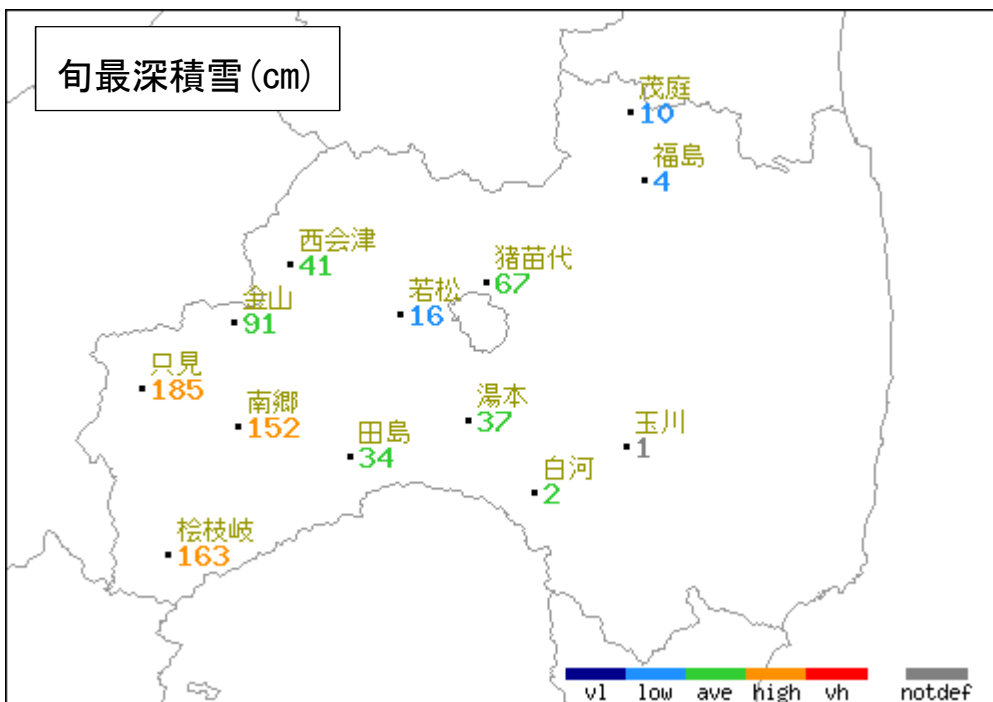 旬最深積雪(cm)
茂庭
10
福島
4
西会津
41
猪苗代
67
若松
16
金山
91
只見
185
南郷
152
湯本
37
田島
34
玉川
1
白河
2
桧枝岐
163
vl low ave high vh notdef